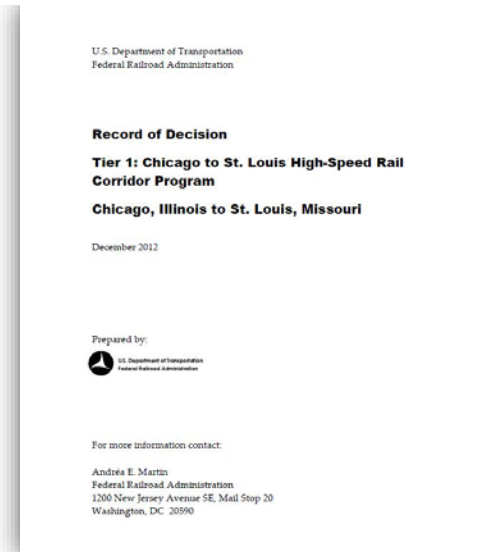 U.S. Department of Transportation
Federal Railroad Administration
Record of Decision
Tier 1: Chicago to St. Louis High-Speed Rail
Corridor Program
Chicago, Illinois to St. Louis, Missouri
December 2012
Prepared by:
U.S. Department of Transportation
Federal Railroad Administration
For more information contact:
Andréa E. Martin
Federal Railroad Administration
1200 New Jersey Avenue SE, Mail Stop 20
Washington, DC 20590